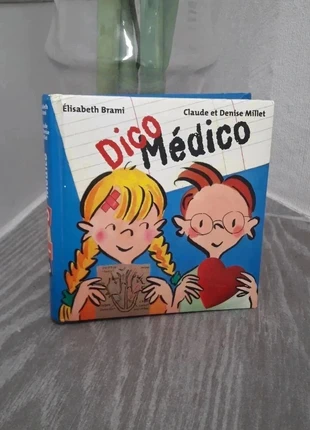 Élisabeth Brami
Claude et Denise Millet
Dico
Médico